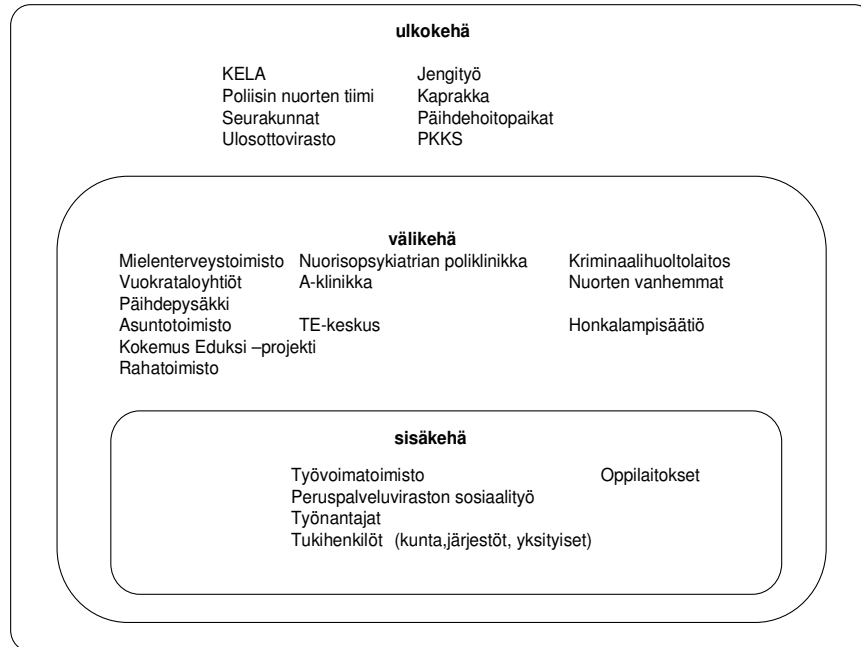 ulkokehä
KELA Jengityö
Poliisin nuorten tiimi Kaprakka
Seurakunnat Päihdehoitopaikat
Ulosottovirasto PKKS
välikehä
Mielenterveystoimisto Nuorisopsykiatrian poliklinikka Kriminaalihuoltolaitos
Vuokrataloyhtiöt A-klinikka Nuorten vanhemmat
Päihdepysäkki
Asuntotoimisto TE-keskus Honkalampisäätiö
Kokemus Eduksi –projekti
Rahatoimisto
sisäkehä
Työvoimatoimisto Oppilaitokset
Peruspalveluviraston sosiaalityö
Työnantajat
Tukihenkilöt (kunta,järjestöt, yksityiset)